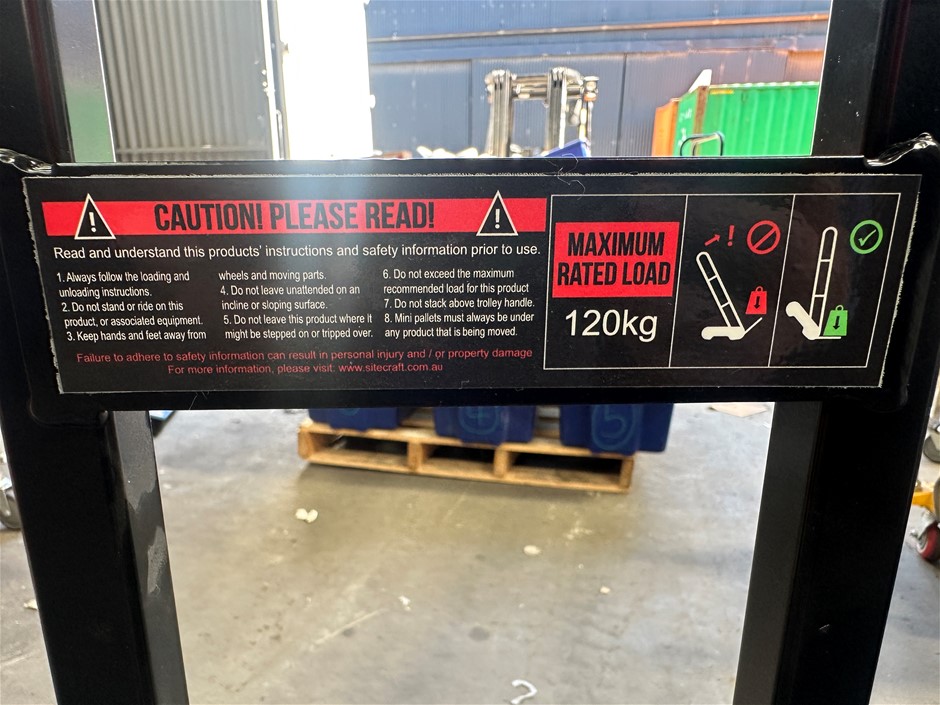 CAUTION! PLEASE READ!
Read and understand this products' instructions and safety information prior to use.
1. Always follow the loading and
unloading instructions.
2. Do not stand or ride on this
product, or associated equipment.
3. Keep hands and feet away from
wheels and moving parts.
4. Do not leave unattended on an
incline or sloping surface.
5. Do not leave this product where it
might be stepped on or tripped over.
6. Do not exceed the maximum
recommended load for this product
7. Do not stack above trolley handle.
8. Mini pallets must always be under
any product that is being moved.
Failure to adhere to safety information can result in personal injury and / or property damage
For more information, please visit: www.sitecraft.com.au
MAXIMUM
RATED LOAD
120kg
!
4
5